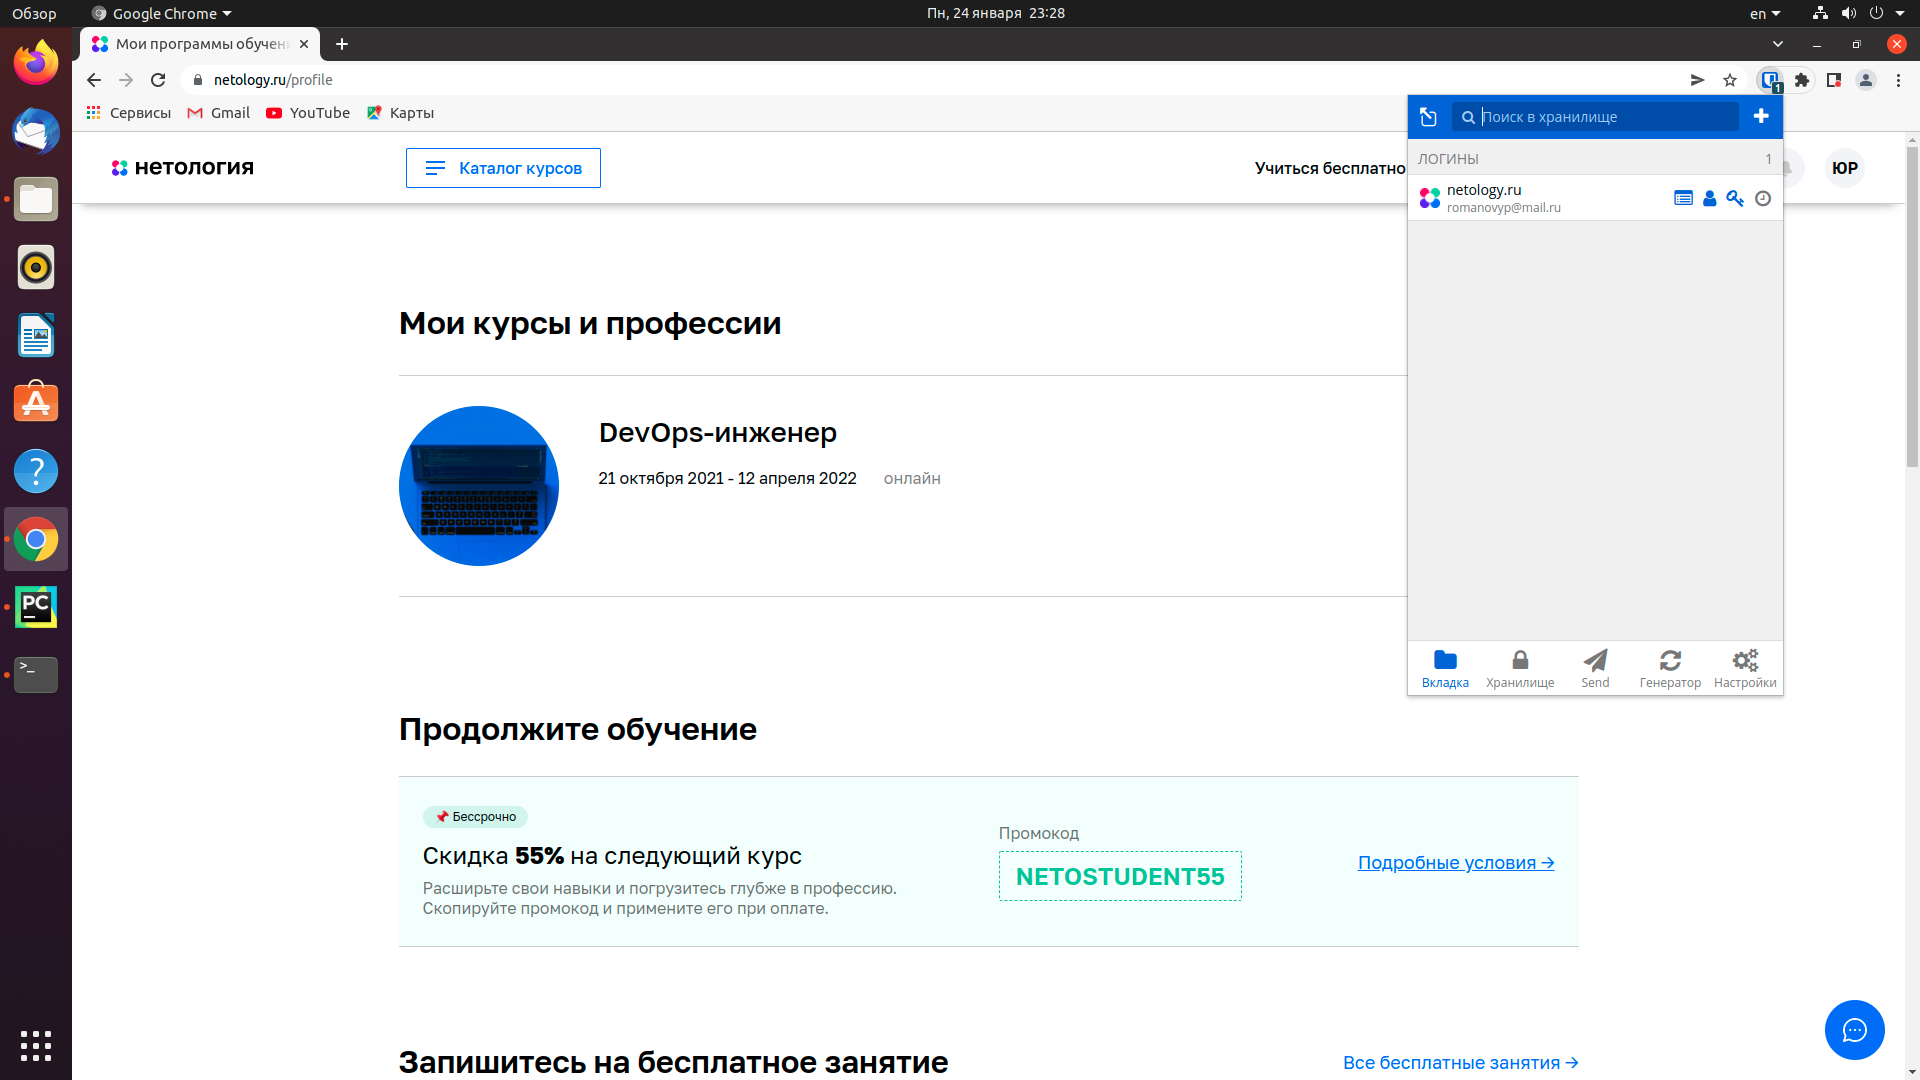 Обзор
Google Chrome
Пн, 24 января 23:28
en
Мои программы обучен
netology.ru/profile
1
Сервисы
Gmail
YouTube
Карты
нетология
Каталог курсов
Учиться бесплатно
ЮР
Поиск в хранилище
ЛОГИНЫ
1
netology.ru
romanovyp@mail.ru
Вкладка
Хранилище
Send
Генератор
Настройки
Мои курсы и профессии
DevOps-инженер
21 октября 2021 - 12 апреля 2022
онлайн
Продолжите обучение
Бессрочно
Скидка 55% на следующий курс
Расширьте свои навыки и погрузитесь глубже в профессию.
Скопируйте промокод и примените его при оплате.
Промокод
NETOSTUDENT55
Подробные условия →
Запишитесь на бесплатное занятие
Все бесплатные занятия →
PC
>_